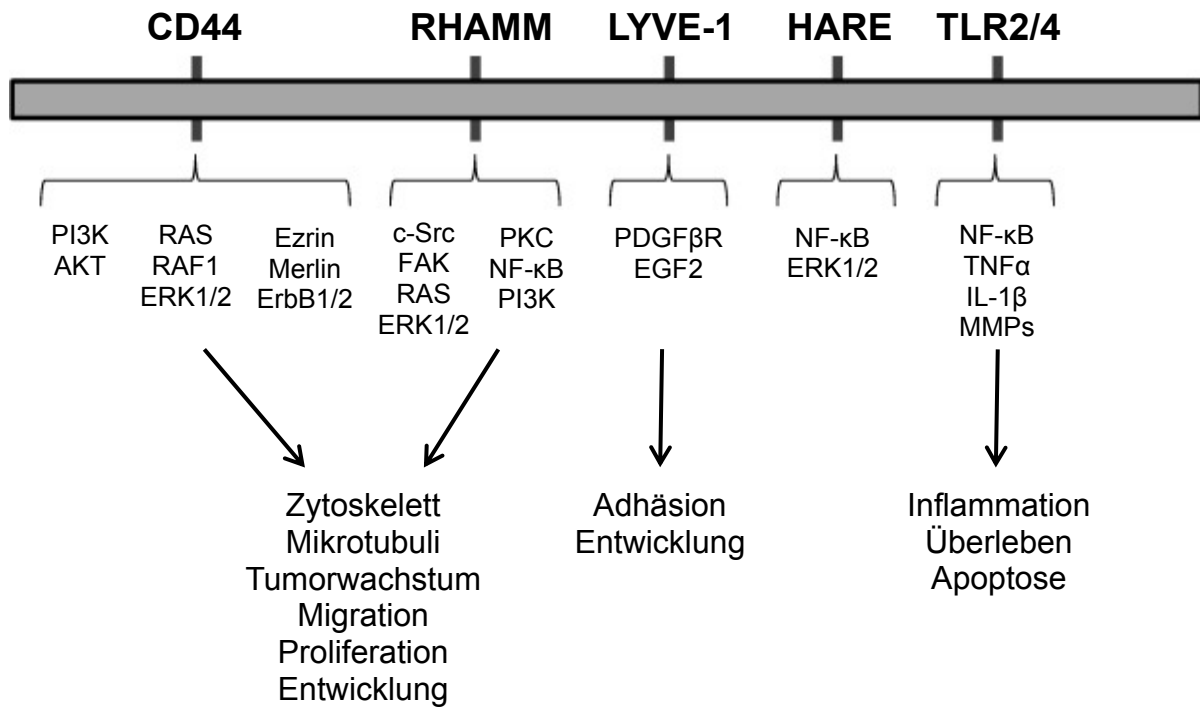 CD44 RHAMM LYVE-1 HARE TLR2/4
PI3K
AKT
RAS
RAF1
ERK1/2
Ezrin
Merlin
ErbB1/2
c-Src
FAK
RAS
ERK1/2
PKC
NF-κB
PI3K
PDGFβR
EGF2
NF-κB
ERK1/2
NF-κB
TNFα
IL-1β
MMPs
Zytoskelett
Mikrotubuli
Tumorwachstum
Migration
Proliferation
Entwicklung
Adhäsion
Entwicklung
Inflammation
Überleben
Apoptose